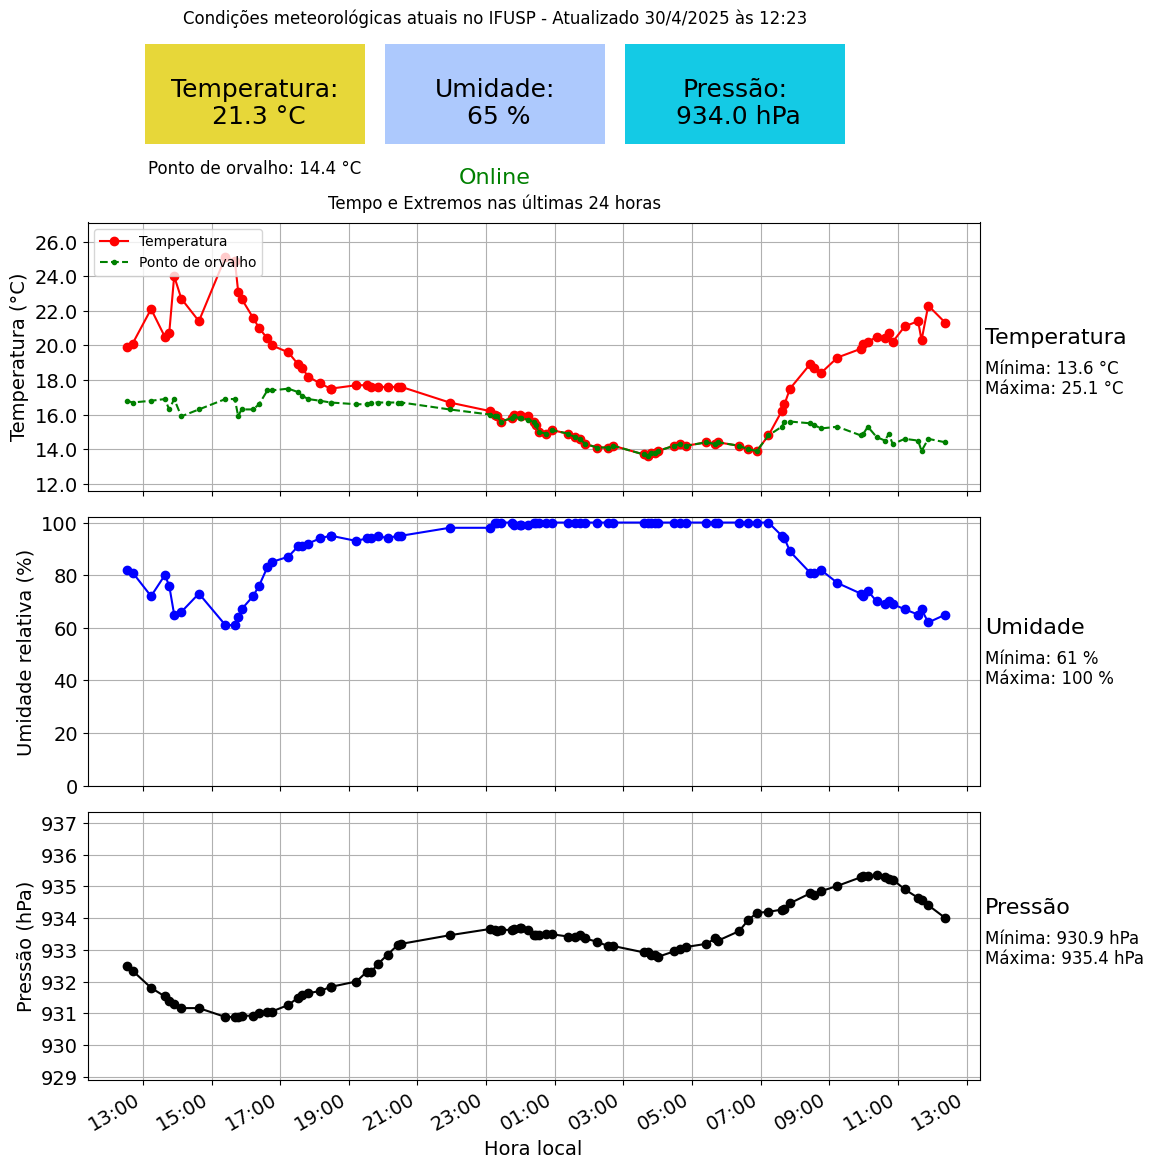 Condições meteorológicas atuais no IFUSP - Atualizado 30/4/2025 às 12:23
Temperatura:
21.3 °C
Umidade:
65 %
Pressão:
934.0 hPa
Ponto de orvalho: 14.4 °C
Online
Tempo e Extremos nas últimas 24 horas
Temperatura
Ponto de orvalho
Temperatura (°C)
26.0
24.0
22.0
20.0
18.0
16.0
14.0
12.0
Temperatura
Mínima: 13.6 °C
Máxima: 25.1 °C
Umidade relativa (%)
100
80
60
40
20
0
Umidade
Mínima: 61 %
Máxima: 100 %
Pressão (hPa)
937
936
935
934
933
932
931
930
929
Pressão
Mínima: 930.9 hPa
Máxima: 935.4 hPa
13:00
15:00
17:00
19:00
21:00
23:00
01:00
03:00
05:00
07:00
09:00
11:00
13:00
Hora local